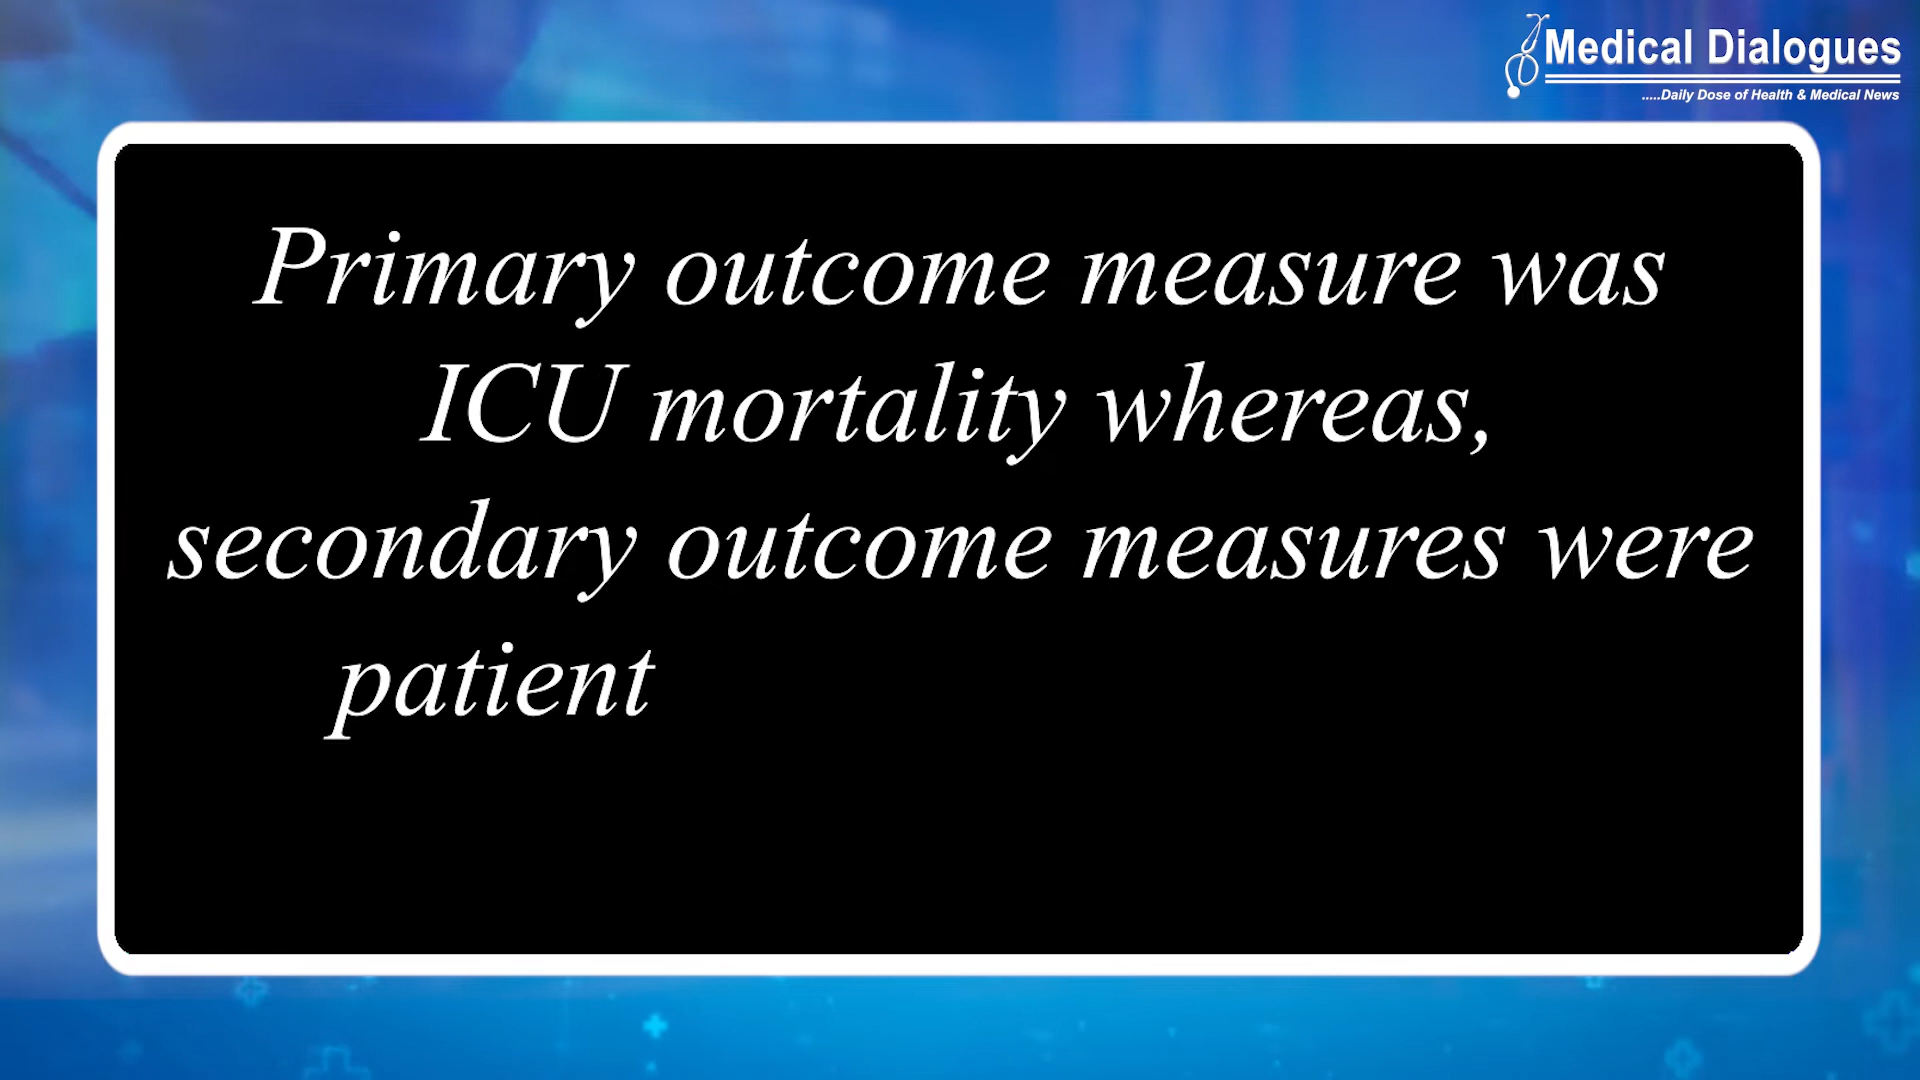 Medical Dialogues
.....Daily Dose of Health & Medical News
Primary outcome measure was
ICU mortality whereas,
secondary outcome measures were
patient